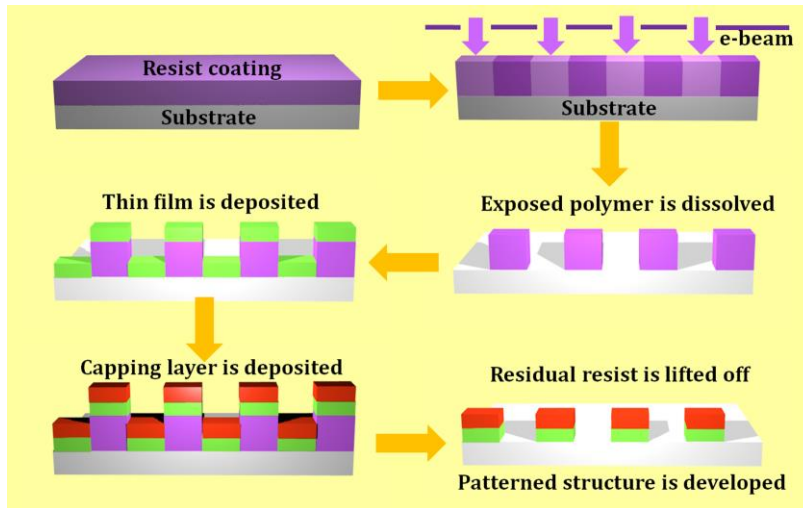 Resist coating
Substrate
e-beam
Substrate
Exposed polymer is dissolved
Thin film is deposited
Capping layer is deposited
Residual resist is lifted off
Patterned structure is developed